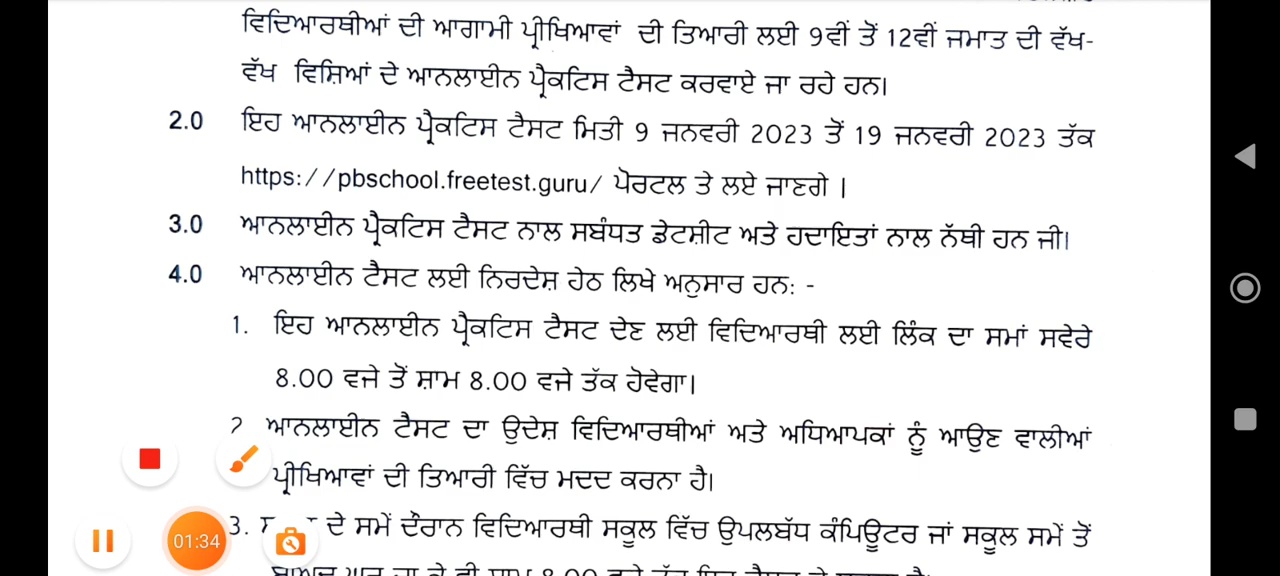 ਵਿਦਿਆਰਥੀਆਂ ਦੀ ਆਗਾਮੀ ਪ੍ਰੀਖਿਆਵਾਂ ਦੀ ਤਿਆਰੀ ਲਈ 9ਵੀਂ ਤੋਂ 12ਵੀਂ ਜਮਾਤ ਦੀ ਵੱਖ-
ਵੱਖ ਵਿਸ਼ਿਆਂ ਦੇ ਆਨਲਾਈਨ ਪ੍ਰੈਕਟਿਸ ਟੈਸਟ ਕਰਵਾਏ ਜਾ ਰਹੇ ਹਨ।
2.0 ਇਹ ਆਨਲਾਈਨ ਪ੍ਰੈਕਟਿਸ ਟੈਸਟ ਮਿਤੀ 9 ਜਨਵਰੀ 2023 ਤੋਂ 19 ਜਨਵਰੀ 2023 ਤੱਕ
https://pbschool.freetest.guru/ ਪੋਰਟਲ ਤੇ ਲਏ ਜਾਣਗੇ ।
3.0 ਆਨਲਾਈਨ ਪ੍ਰੈਕਟਿਸ ਟੈਸਟ ਨਾਲ ਸਬੰਧਤ ਡੇਟਸ਼ੀਟ ਅਤੇ ਹਦਾਇਤਾਂ ਨਾਲ ਨੱਥੀ ਹਨ ਜੀ।
4.0 ਆਨਲਾਈਨ ਟੈਸਟ ਲਈ ਨਿਰਦੇਸ਼ ਹੇਠ ਲਿਖੇ ਅਨੁਸਾਰ ਹਨ: -
1. ਇਹ ਆਨਲਾਈਨ ਪ੍ਰੈਕਟਿਸ ਟੈਸਟ ਦੇਣ ਲਈ ਵਿਦਿਆਰਥੀ ਲਈ ਲਿੰਕ ਦਾ ਸਮਾਂ ਸਵੇਰੇ
8.00 ਵਜੇ ਤੋਂ ਸ਼ਾਮ 8.00 ਵਜੇ ਤੱਕ ਹੋਵੇਗਾ।
2 ਆਨਲਾਈਨ ਟੈਸਟ ਦਾ ਉਦੇਸ਼ ਵਿਦਿਆਰਥੀਆਂ ਅਤੇ ਅਧਿਆਪਕਾਂ ਨੂੰ ਆਉਣ ਵਾਲੀਆਂ
ਪ੍ਰੀਖਿਆਵਾਂ ਦੀ ਤਿਆਰੀ ਵਿੱਚ ਮਦਦ ਕਰਨਾ ਹੈ।
3. ਦੇ ਸਮੇਂ ਦੌਰਾਨ ਵਿਦਿਆਰਥੀ ਸਕੂਲ ਵਿੱਚ ਉਪਲਬੱਧ ਕੰਪਿਊਟਰ ਜਾਂ ਸਕੂਲ ਸਮੇਂ ਤੋਂ
01:34